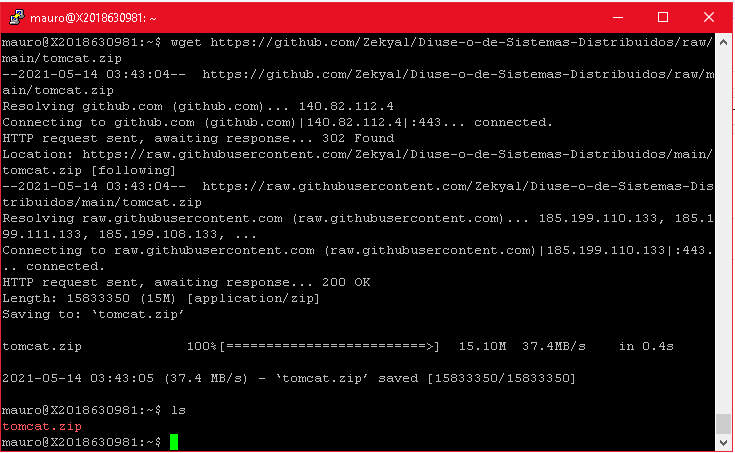 mauro@X2018630981: ~
mauro@X2018630981:~$ wget https://github.com/Zekyal/Diuse-o-de-Sistemas-Distribuidos/raw/
main/tomcat.zip
--2021-05-14 03:43:04--  https://github.com/Zekyal/Diuse-o-de-Sistemas-Distribuidos/raw/m
ain/tomcat.zip
Resolving github.com (github.com)... 140.82.112.4
Connecting to github.com (github.com)|140.82.112.4|:443... connected.
HTTP request sent, awaiting response... 302 Found
Location: https://raw.githubusercontent.com/Zekyal/Diuse-o-de-Sistemas-Distribuidos/main/
tomcat.zip [following]
--2021-05-14 03:43:04--  https://raw.githubusercontent.com/Zekyal/Diuse-o-de-Sistemas-Dis
tribuidos/main/tomcat.zip
Resolving raw.githubusercontent.com (raw.githubusercontent.com)... 185.199.110.133, 185.1
99.111.133, 185.199.108.133, ...
Connecting to raw.githubusercontent.com (raw.githubusercontent.com)|185.199.110.133|:443.
.. connected.
HTTP request sent, awaiting response... 200 OK
Length: 15833350 (15M) [application/zip]
Saving to: ‘tomcat.zip’
tomcat.zip             100%[=========================>]  15.10M  37.4MB/s    in 0.4s
2021-05-14 03:43:05 (37.4 MB/s) - ‘tomcat.zip’ saved [15833350/15833350]
mauro@X2018630981:~$ ls
tomcat.zip
mauro@X2018630981:~$